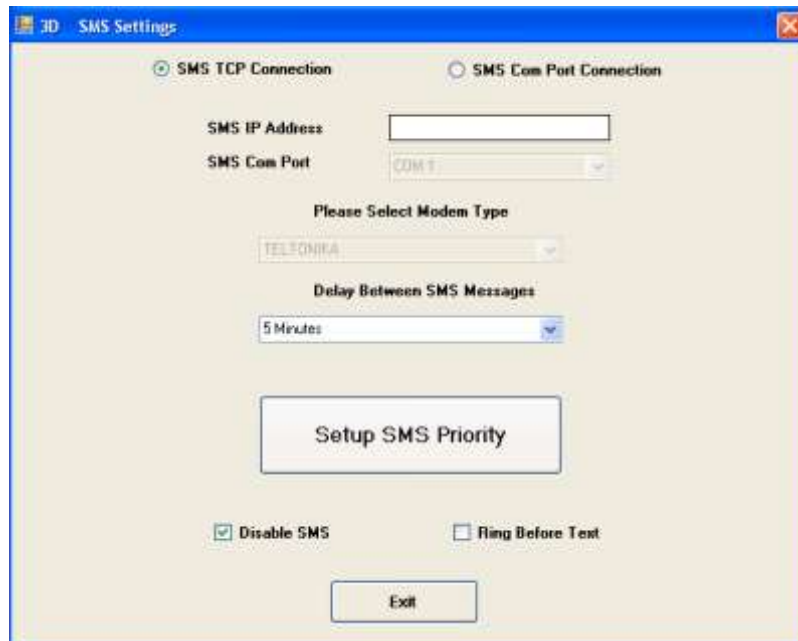 3D SMS Settings
SMS TCP Connection SMS Com Port Connection
SMS IP Address
SMS Com Port COM 1
Please Select Modem Type
TELTONIKA
Delay Between SMS Messages
5 Minutes
Setup SMS Priority
Disable SMS Ring Before Text
Exit